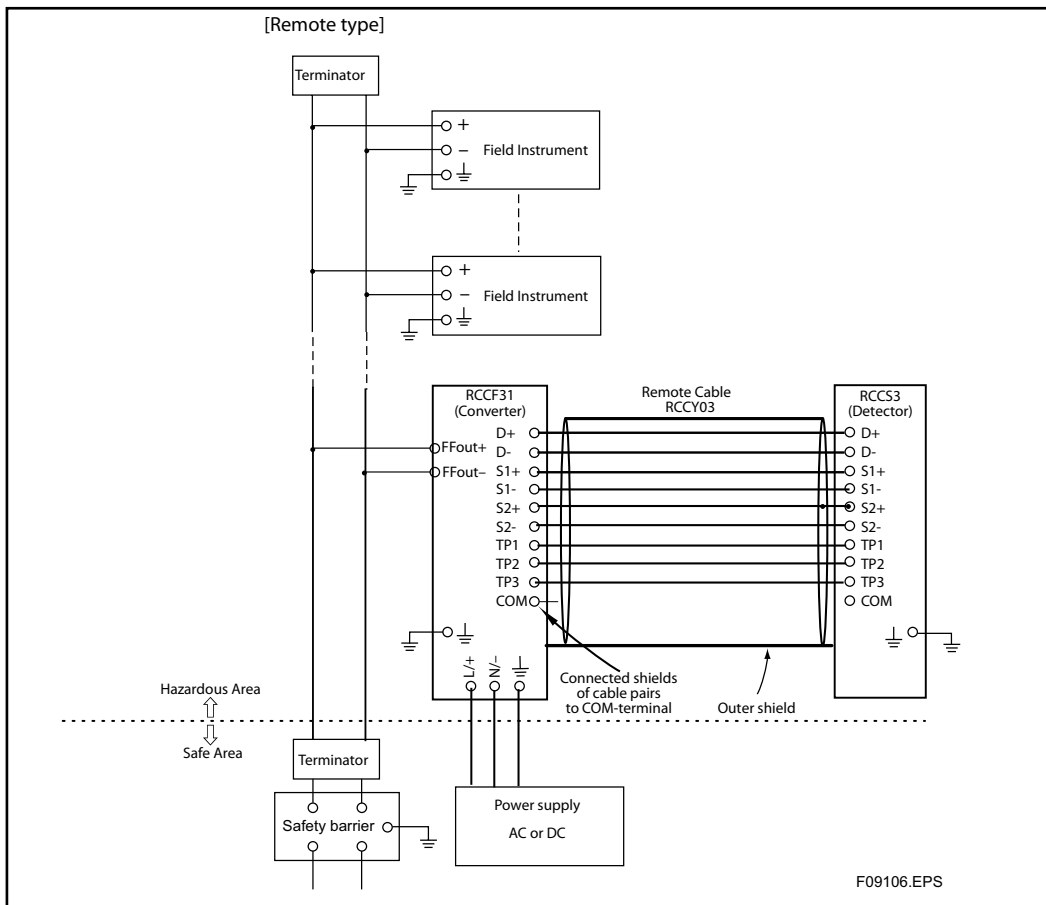 [Remote type]
Terminator
+
−
Field Instrument
+
−
Field Instrument
RCCF31
(Converter)
Remote Cable
RCCY03
RCCS3
(Detector)
FFout+
FFout−
D+
D-
S1+
S1-
S2+
S2-
TP1
TP2
TP3
COM
D+
D-
S1+
S1-
S2+
S2-
TP1
TP2
TP3
COM
L/+
N/−
Connected shields
of cable pairs
to COM-terminal
Outer shield
Hazardous Area
Safe Area
Terminator
Safety barrier
Power supply
AC or DC
F09106.EPS